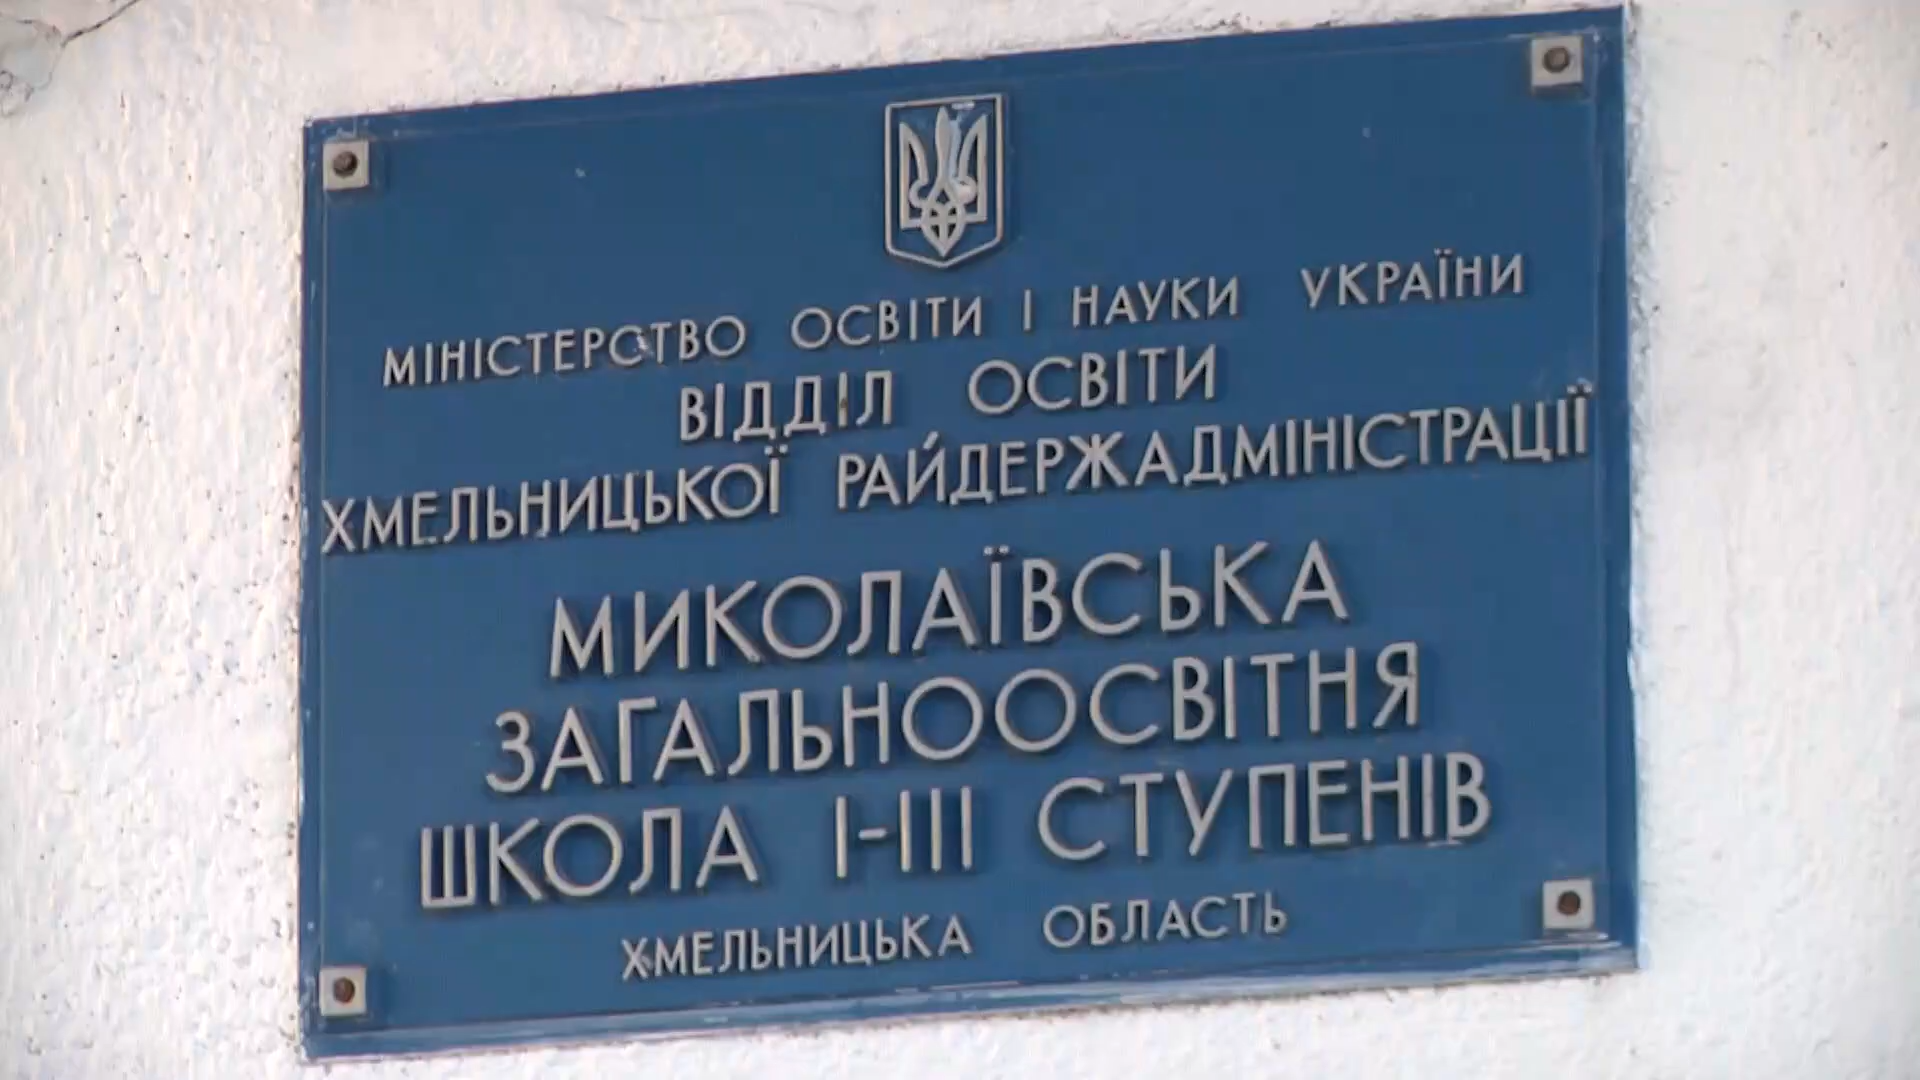 МІНІСТЕРСТВО ОСВІТИ І НАУКИ УКРАЇНИ
ВІДДІЛ ОСВІТИ
ХМЕЛЬНИЦЬКОЇ РАЙДЕРЖАДМІНІСТРАЦІЇ
МИКОЛАЇВСЬКА
ЗАГАЛЬНООСВІТНЯ
ШКОЛА І-ІІІ СТУПЕНІВ
ХМЕЛЬНИЦЬКА ОБЛАСТЬ